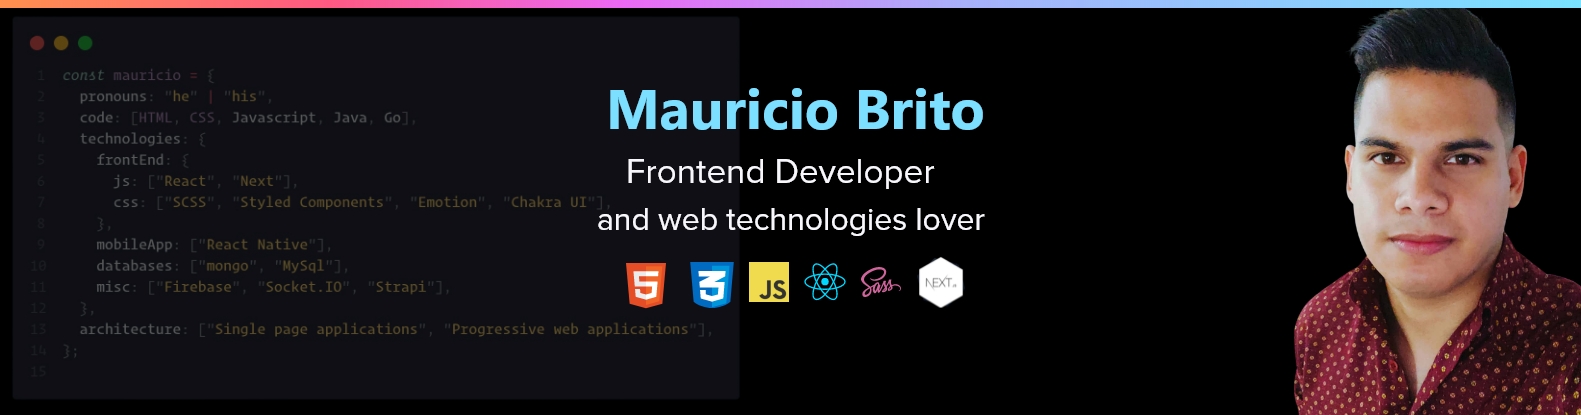 1 const mauricio = {
2 pronouns: "he" | "his",
3 code: [HTML, CSS, Javascript, Java, Go],
4 technologies: {
5 frontEnd: {
6 js: ["React", "Next"],
7 css: ["SCSS", "Styled Components", "Emotion", "Chakra UI"],
8 },
9 mobileApp: ["React Native"],
10 databases: ["mongo", "MySql"],
11 misc: ["Firebase", "Socket.IO", "Strapi"],
12 },
13 architecture: ["Single page applications", "Progressive web applications"],
14 };
15
Mauricio Brito
Frontend Developer
and web technologies lover
5 3 JS Sass NEXT.js